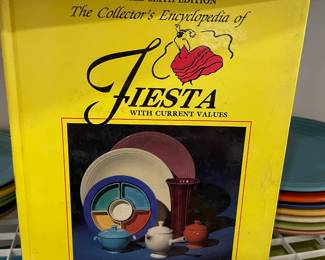 SIXTH EDITION
The Collector's Encyclopedia of
FIESTA
WITH CURRENT VALUES